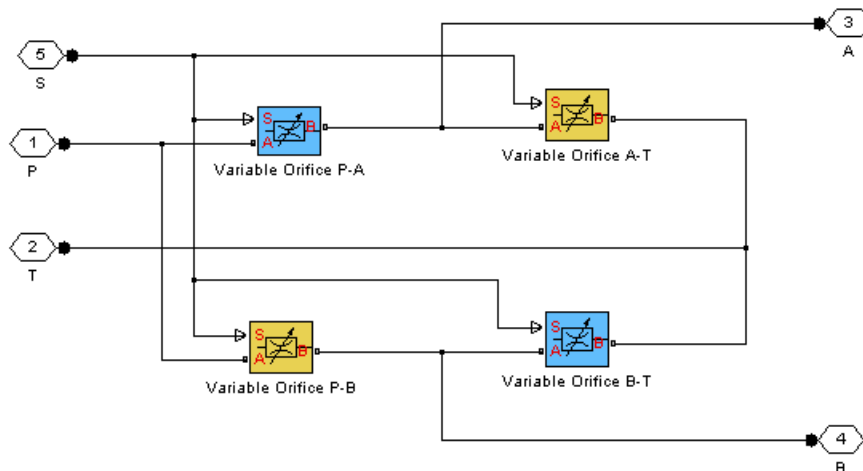 3
A
5
S
S
A
B
Variable Orifice P-A
S
A
B
Variable Orifice A-T
1
P
2
T
S
A
B
Variable Orifice P-B
S
A
B
Variable Orifice B-T
4
B